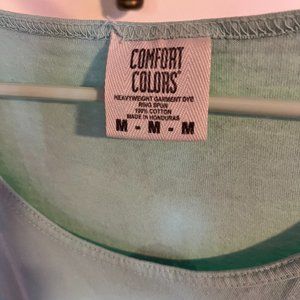 COMFORT
COLORS®
HEAVYWEIGHT GARMENT DYE
RING SPUN
100% COTTON
MADE IN HONDURAS
M - M - M